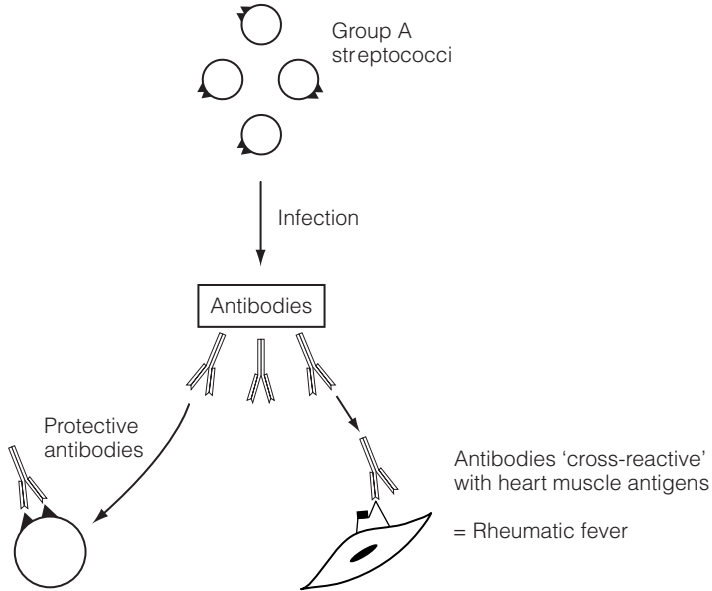 Group A
streptococci
Infection
Antibodies
Protective
antibodies
Antibodies ‘cross-reactive’
with heart muscle antigens
= Rheumatic fever